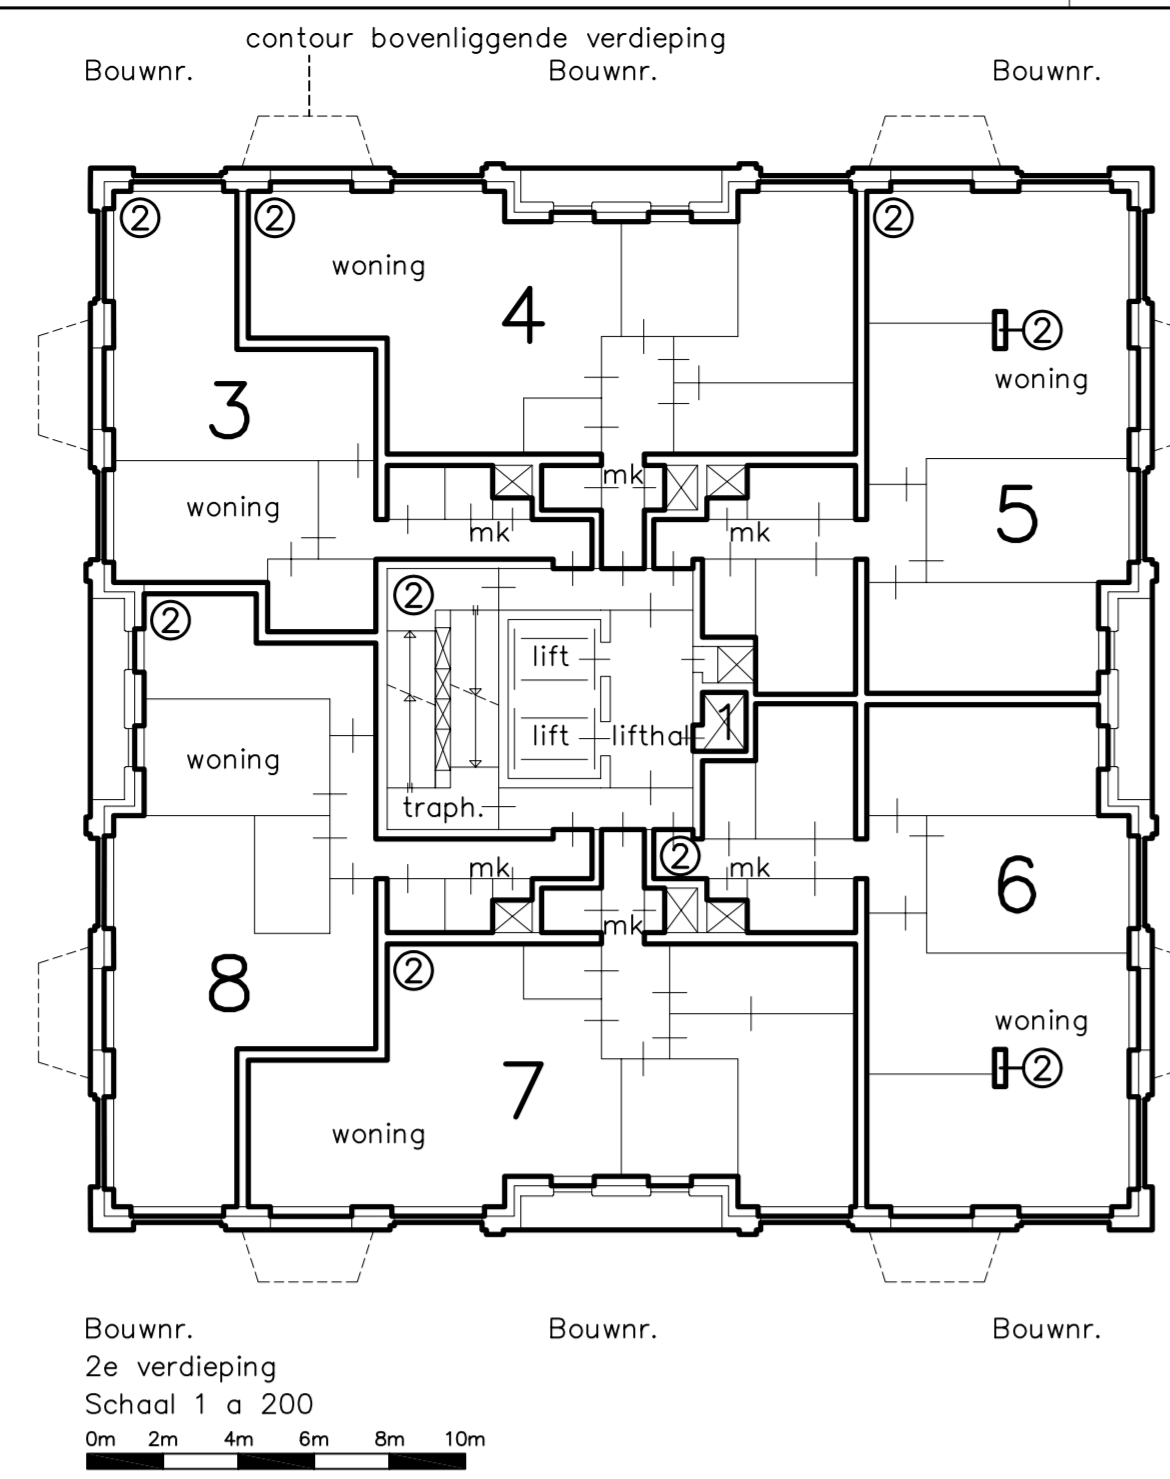 contour bovenliggende verdieping
Bouwnr. Bouwnr. Bouwnr.
2 2 2
woning
4
2
woning
3
mk
woning
5
mk mk
2
2
lift
1
lift lifthal
woning
traph.
2
mk mk
6
mk
2
8
woning
2
7
woning
Bouwnr. Bouwnr. Bouwnr.
2e verdieping
Schaal 1 a 200
0m 2m 4m 6m 8m 10m